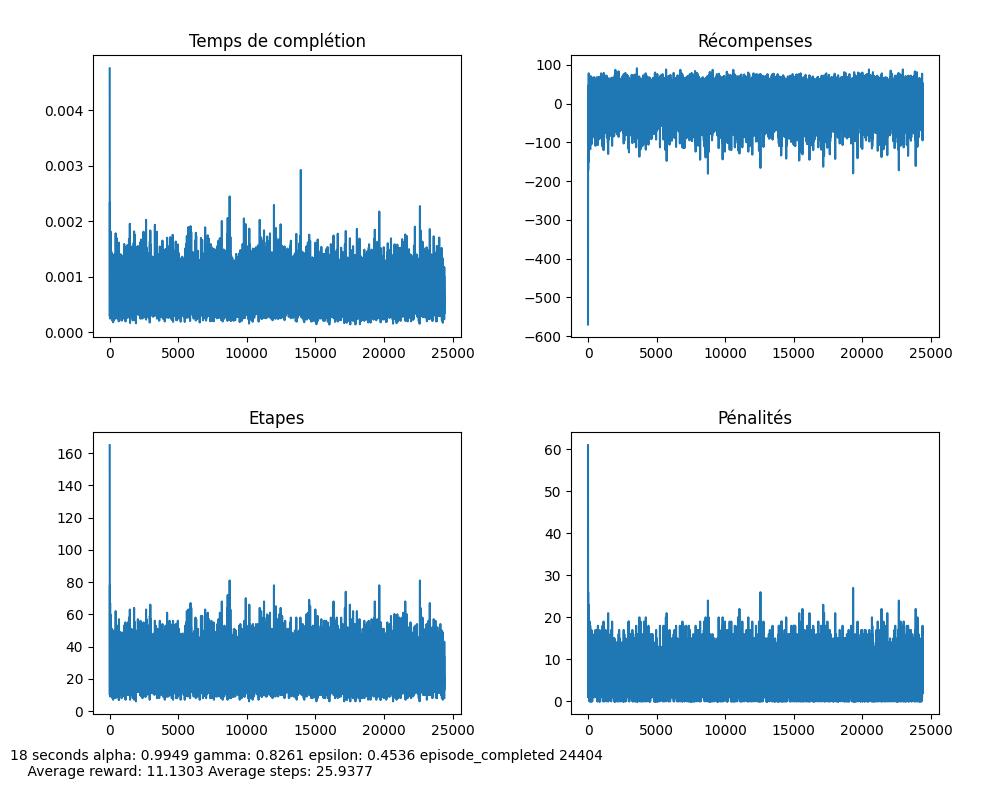 Temps de complétion
0.004
0.003
0.002
0.001
0.000
0 5000 10000 15000 20000 25000
Récompenses
100
0
−100
−200
−300
−400
−500
−600
0 5000 10000 15000 20000 25000
Etapes
160
140
120
100
80
60
40
20
0
0 5000 10000 15000 20000 25000
Pénalités
60
50
40
30
20
10
0
0 5000 10000 15000 20000 25000
18 seconds alpha: 0.9949 gamma: 0.8261 epsilon: 0.4536 episode_completed 24404
Average reward: 11.1303 Average steps: 25.9377